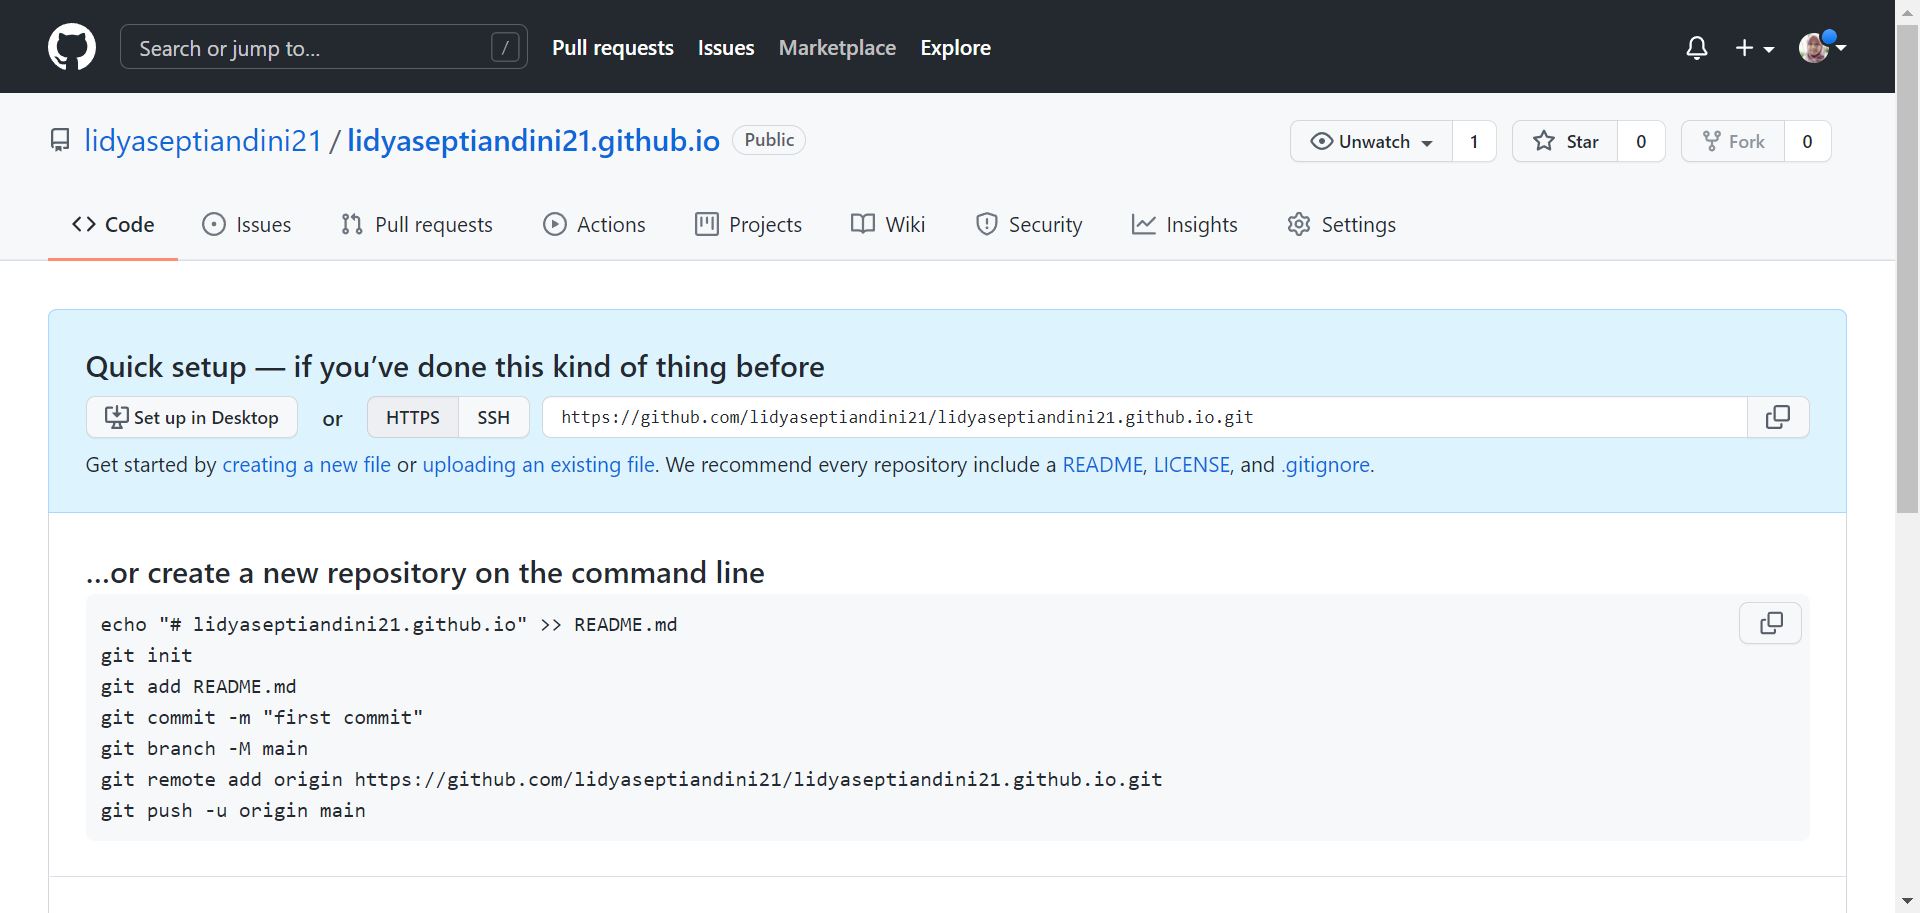 Search or jump to... / Pull requests Issues Marketplace Explore
lidyaseptiandini21 / lidyaseptiandini21.github.io Public Unwatch 1 Star 0 Fork 0
Code Issues Pull requests Actions Projects Wiki Security Insights Settings
Quick setup — if you’ve done this kind of thing before
Set up in Desktop or HTTPS SSH https://github.com/lidyaseptiandini21/lidyaseptiandini21.github.io.git
Get started by creating a new file or uploading an existing file. We recommend every repository include a README, LICENSE, and .gitignore.
…or create a new repository on the command line
echo "# lidyaseptiandini21.github.io" >> README.md
git init
git add README.md
git commit -m "first commit"
git branch -M main
git remote add origin https://github.com/lidyaseptiandini21/lidyaseptiandini21.github.io.git
git push -u origin main